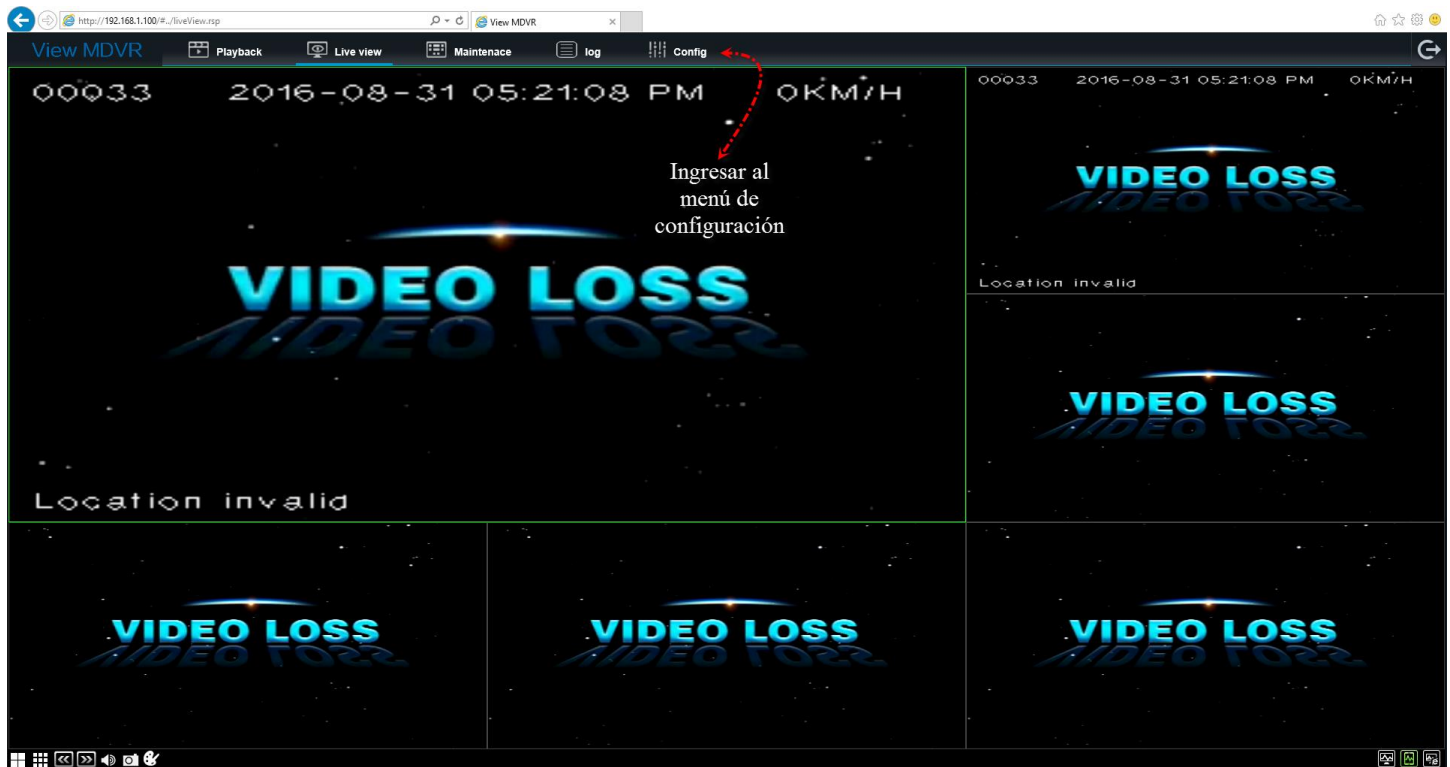 http://192.168.1.100/#../liveView.rsp
View MDVR
View MDVR
Playback
Live view
Maintenace
log
Config
00033 2016-08-31 05:21:08 PM 0KM/H
Ingresar al
menú de
configuración
VIDEO LOSS
Location invalid
00033 2016-08-31 05:21:08 PM 0KM/H
VIDEO LOSS
Location invalid
VIDEO LOSS
VIDEO LOSS
VIDEO LOSS
VIDEO LOSS